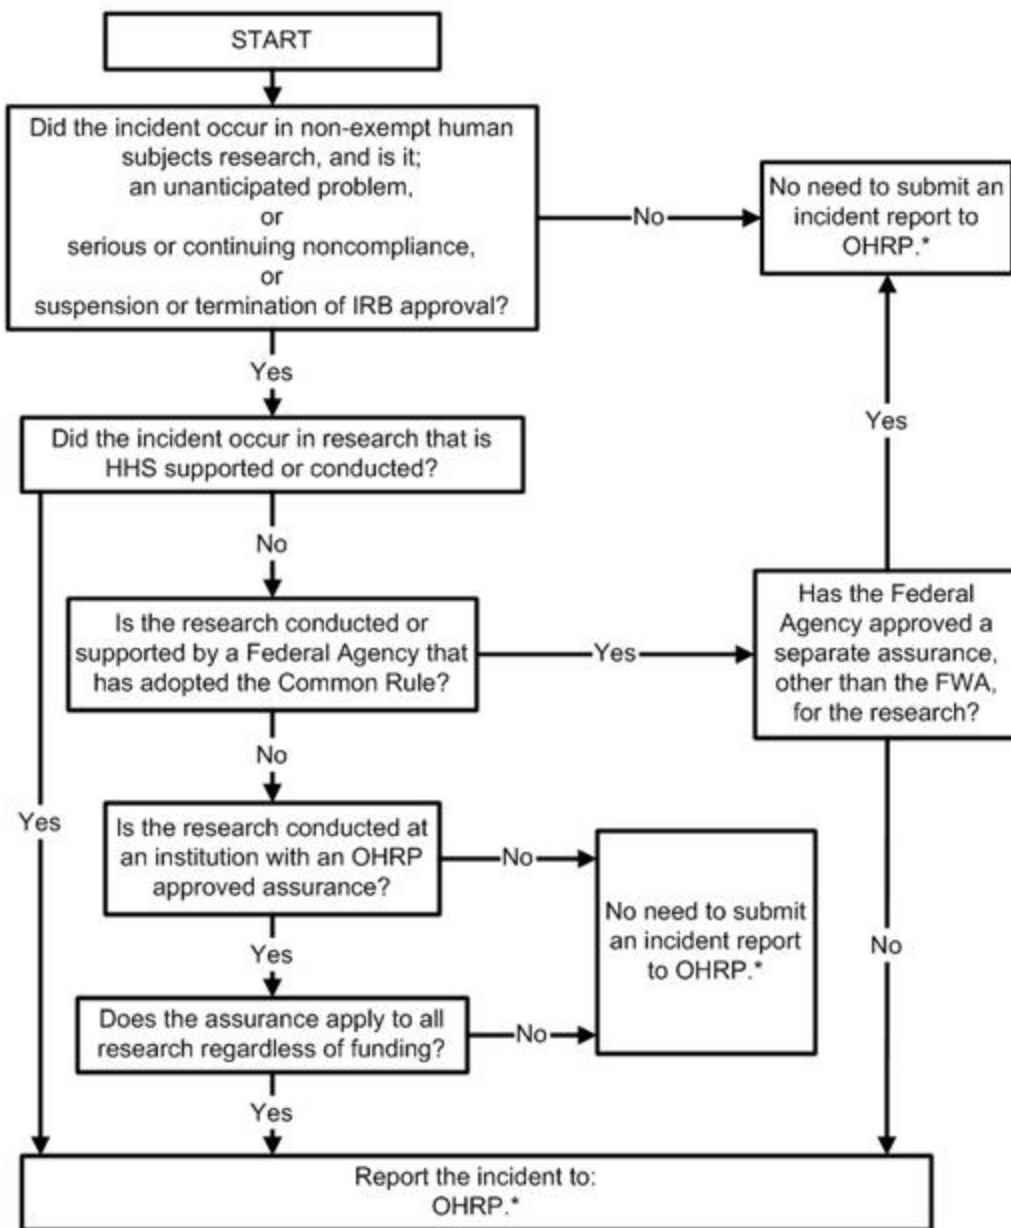 START
Did the incident occur in non-exempt human
subjects research, and is it;
an unanticipated problem,
or
serious or continuing noncompliance,
or
suspension or termination of IRB approval?
No
No need to submit an
incident report to
OHRP.*
Yes
Did the incident occur in research that is
HHS supported or conducted?
Yes
No
Is the research conducted or
supported by a Federal Agency that
has adopted the Common Rule?
Yes
Has the Federal
Agency approved a
separate assurance,
other than the FWA,
for the research?
No
Yes
Is the research conducted at
an institution with an OHRP
approved assurance?
No
No need to submit
an incident report
to OHRP.*
No
Yes
Does the assurance apply to all
research regardless of funding?
No
Yes
Report the incident to:
OHRP.*